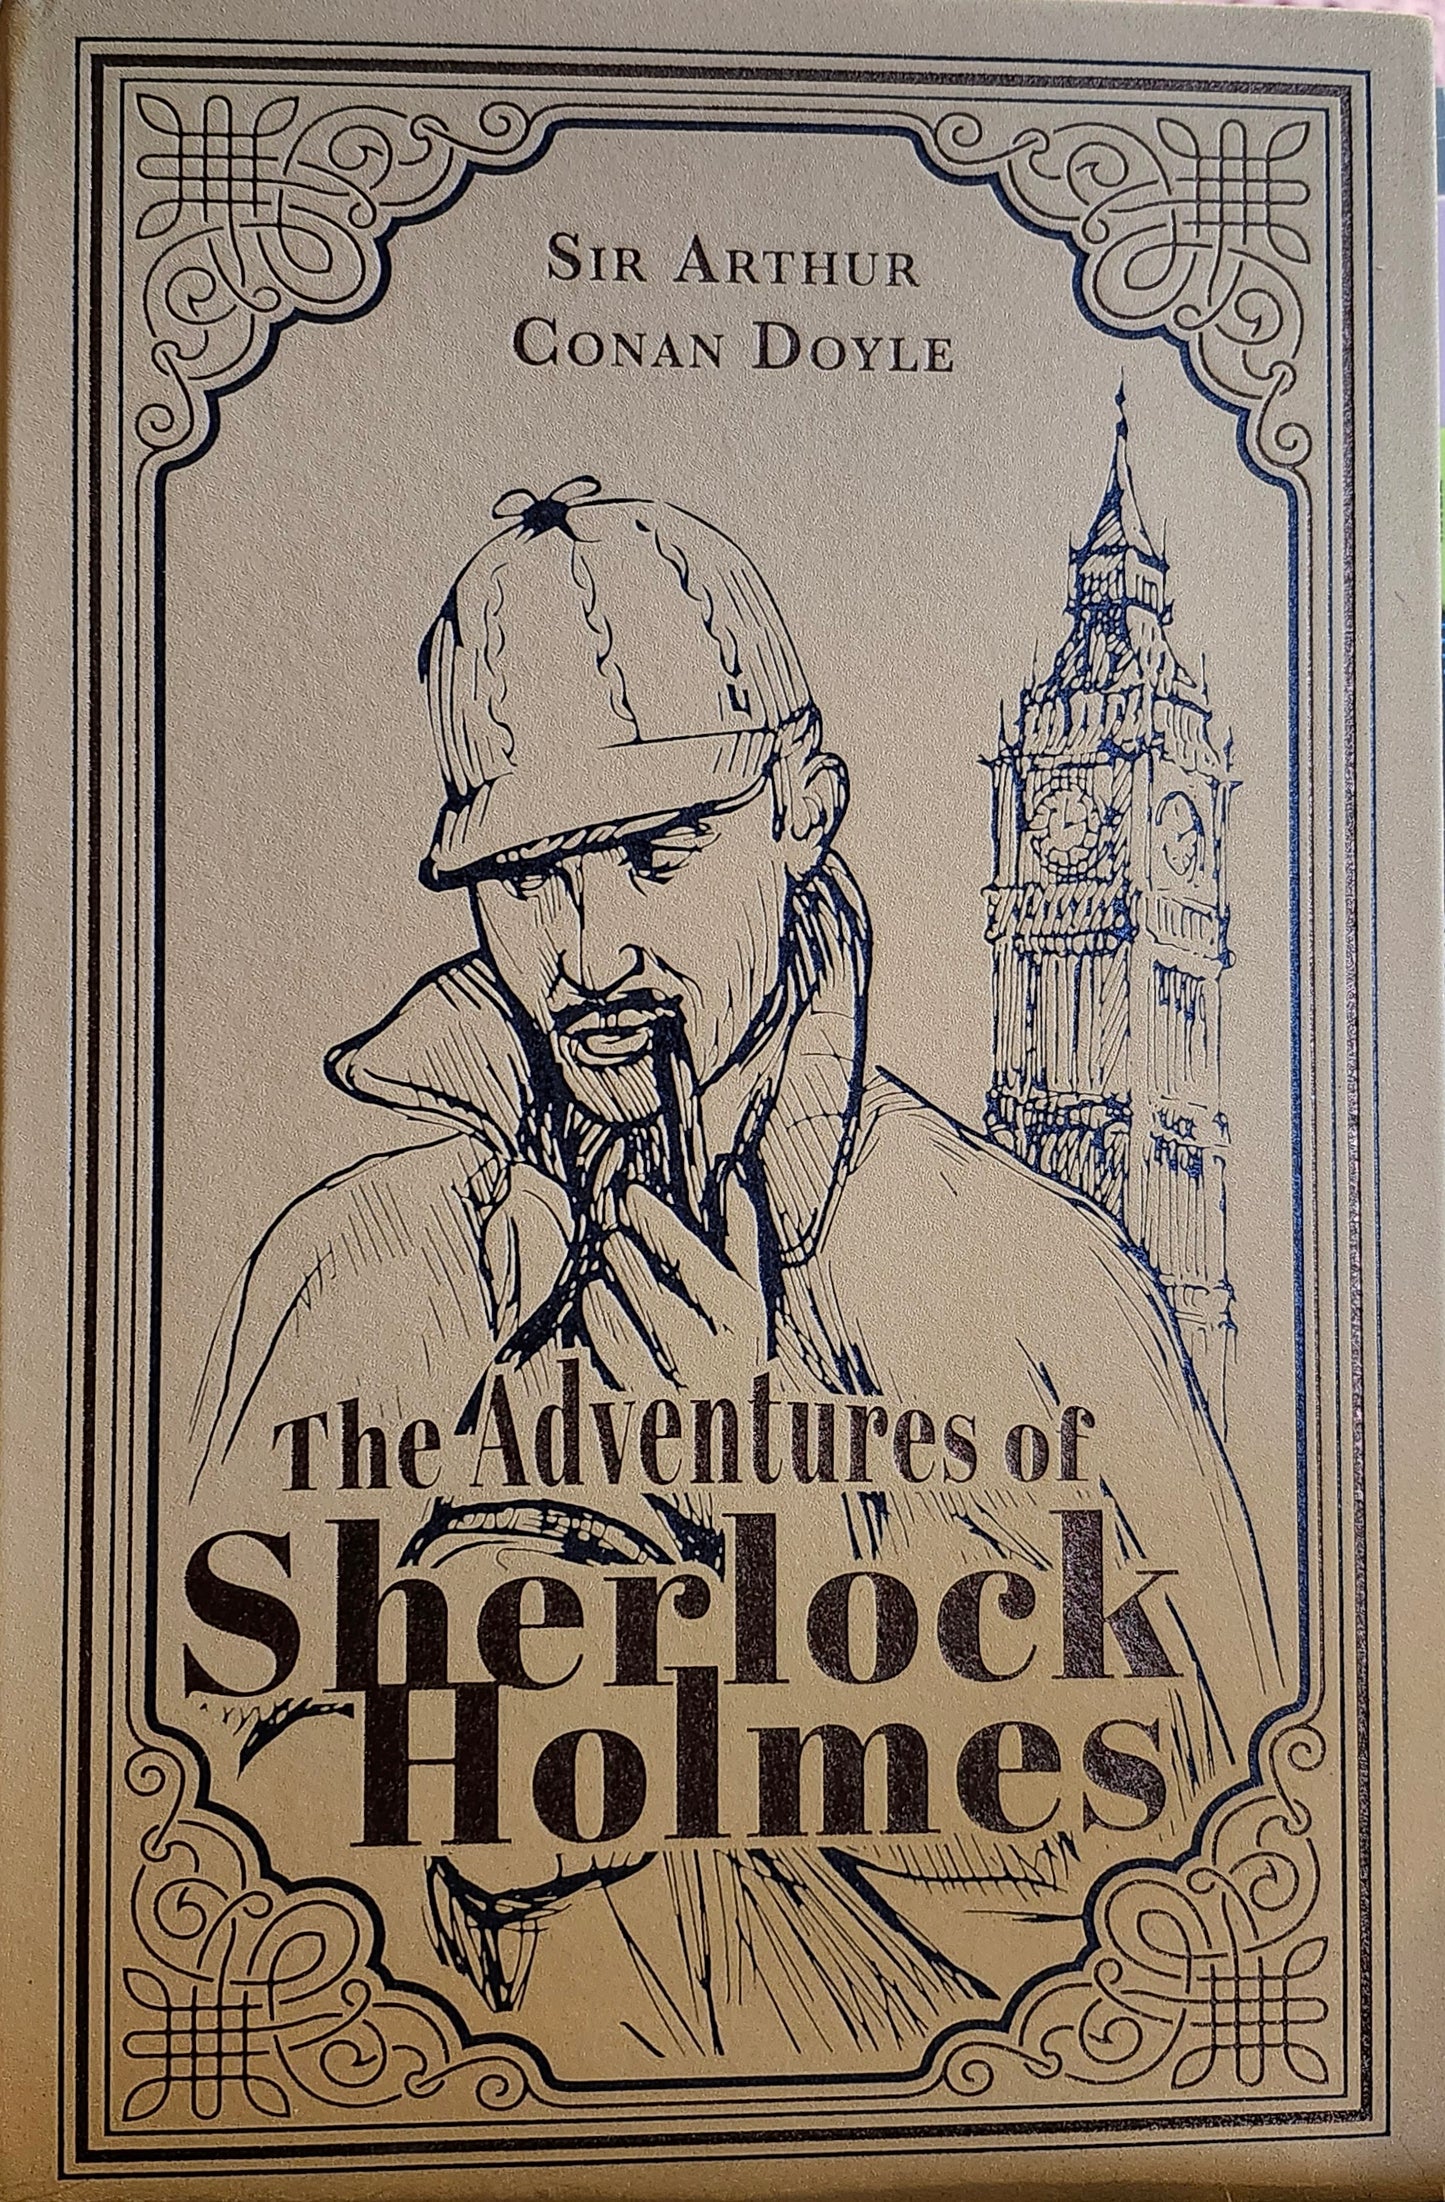 Sir Arthur
Conan Doyle
The Adventures of
Sherlock
Holmes